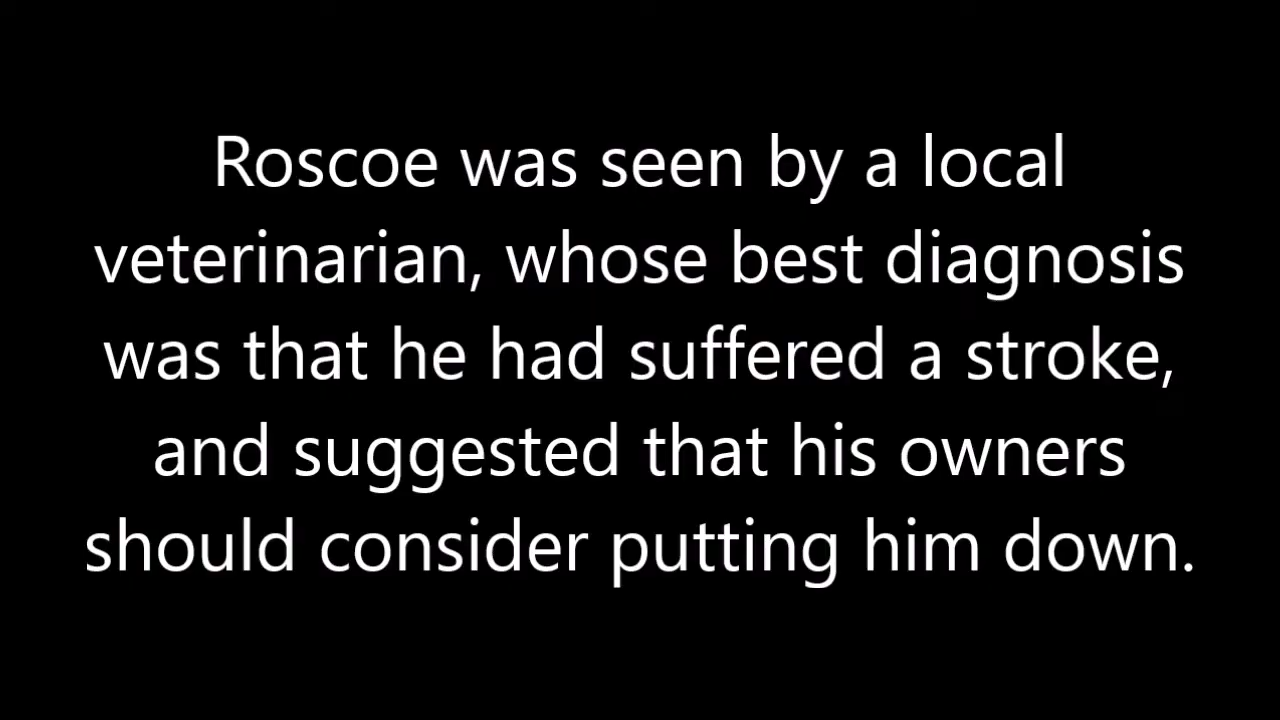 Roscoe was seen by a local
veterinarian, whose best diagnosis
was that he had suffered a stroke,
and suggested that his owners
should consider putting him down.